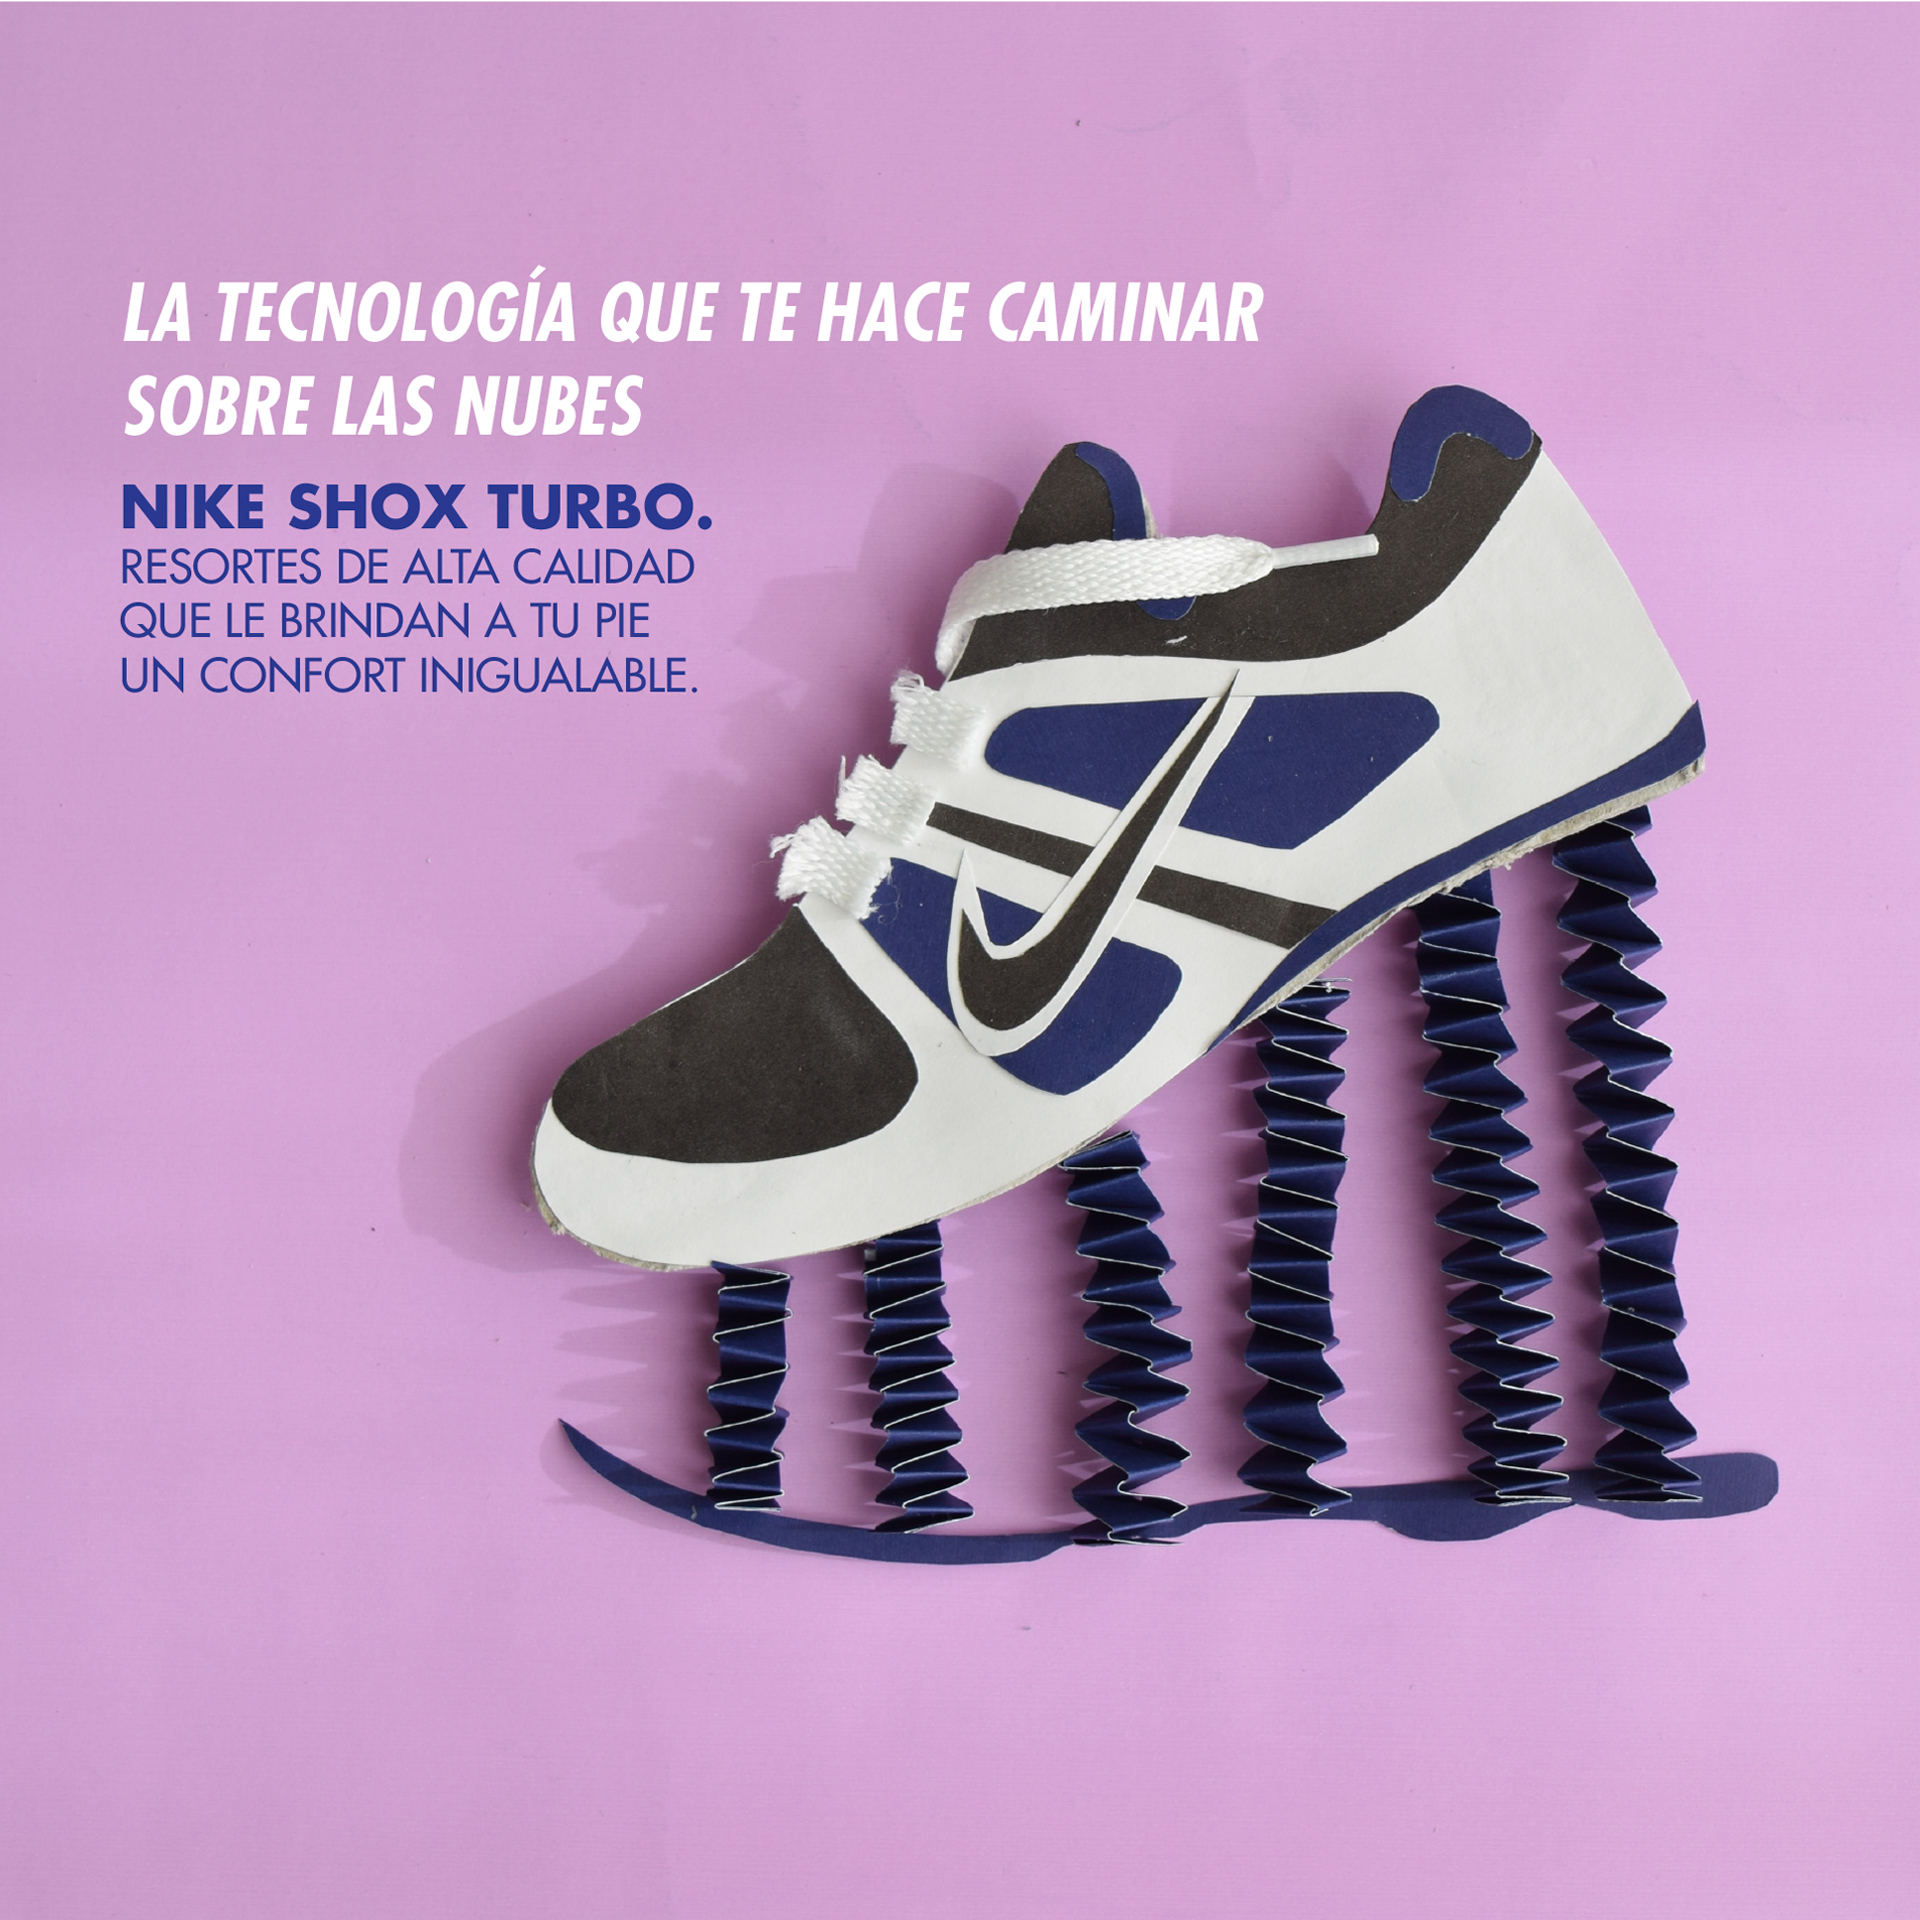 LA TECNOLOGÍA QUE TE HACE CAMINAR
SOBRE LAS NUBES
NIKE SHOX TURBO.
RESORTES DE ALTA CALIDAD
QUE LE BRINDAN A TU PIE
UN CONFORT INIGUALABLE.